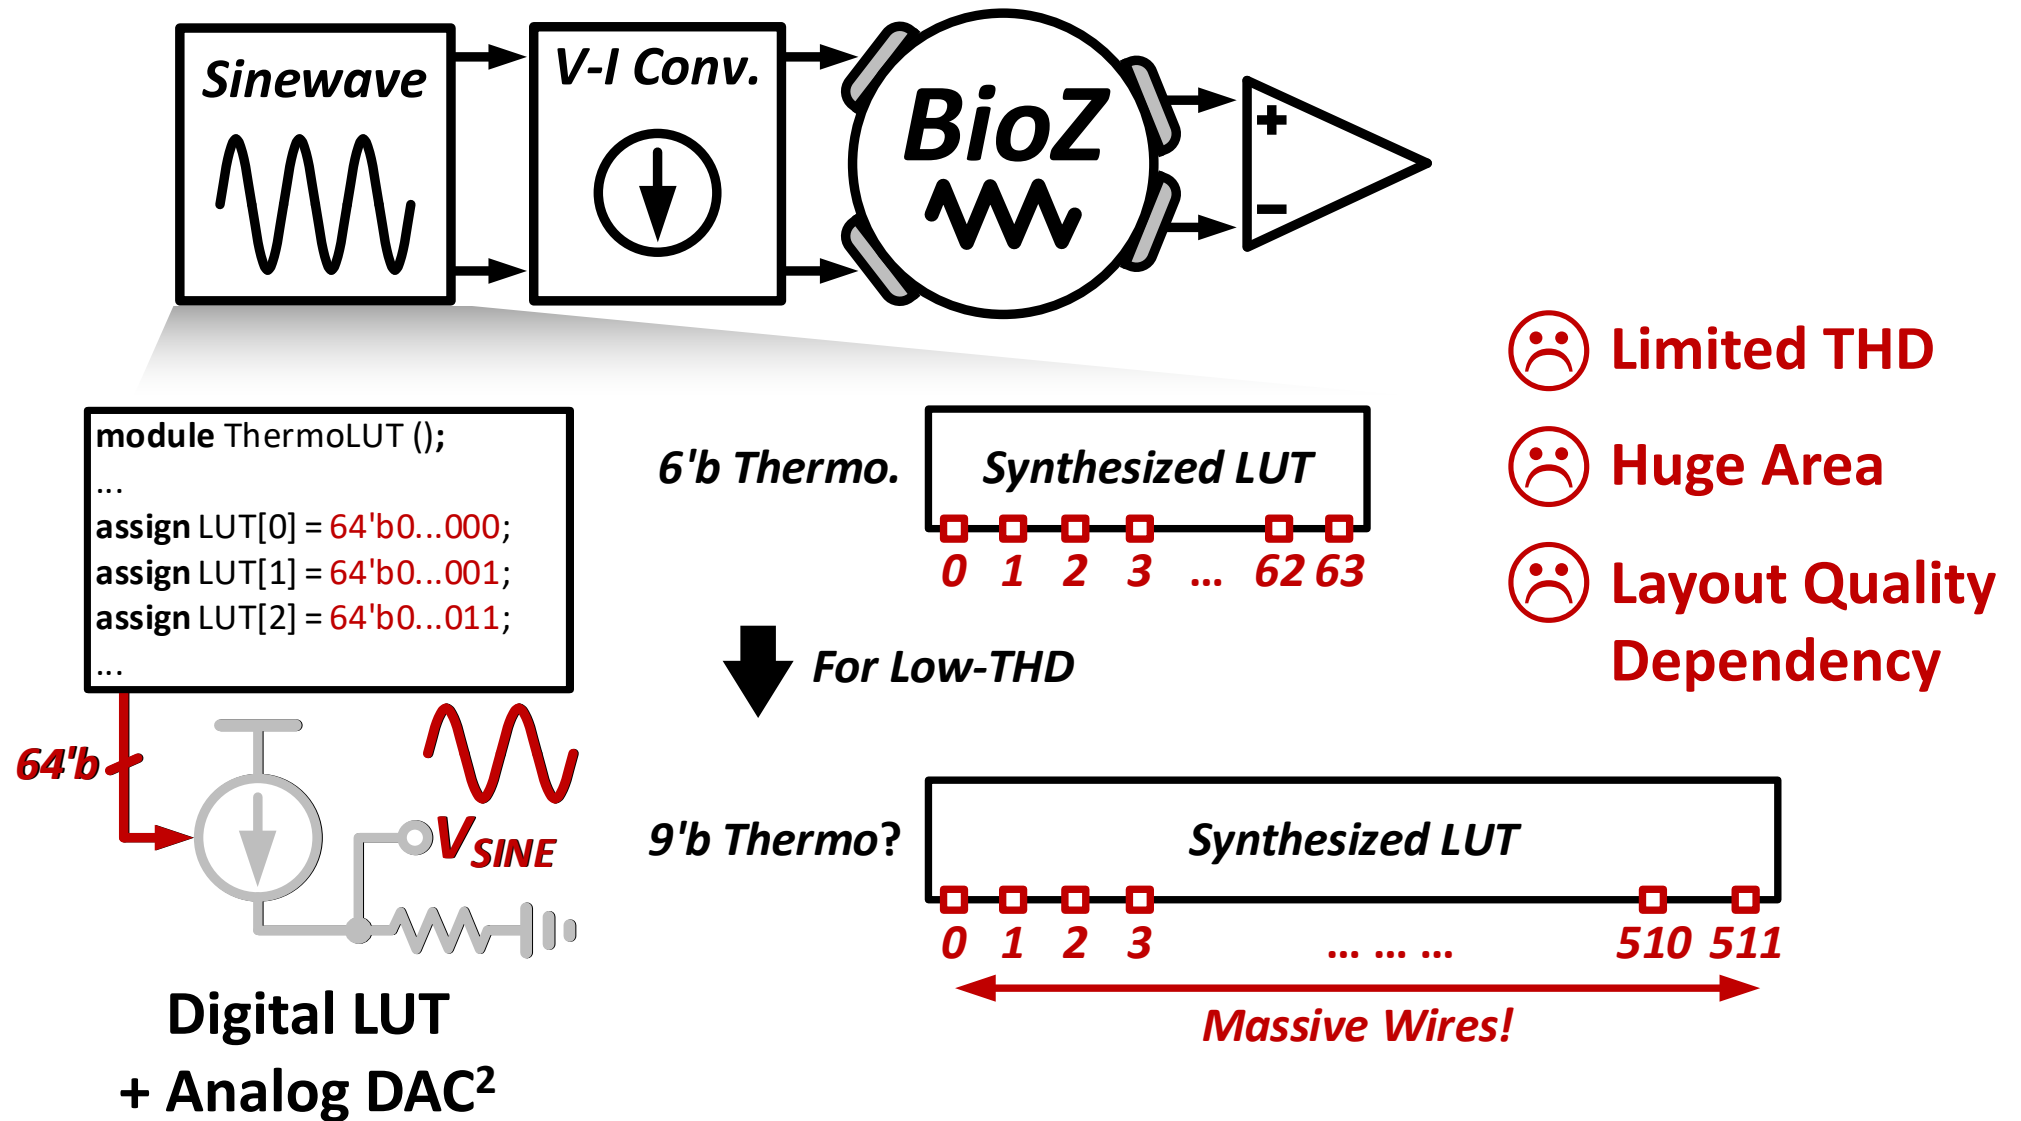 Sinewave
V-I Conv.
BioZ
+
−
Limited THD
Huge Area
Layout Quality
Dependency
module ThermoLUT ();
...
assign LUT[0] = 64'b0...000;
assign LUT[1] = 64'b0...001;
assign LUT[2] = 64'b0...011;
...
64'b
VSINE
Digital LUT
+ Analog DAC²
6'b Thermo.
Synthesized LUT
0 1 2 3 ... 62 63
For Low-THD
9'b Thermo?
Synthesized LUT
0 1 2 3 ... ... ... 510 511
Massive Wires!